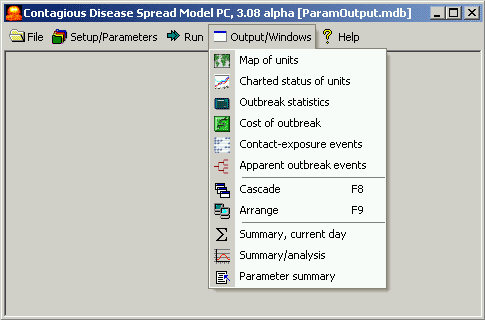 Contagious Disease Spread Model PC, 3.08 alpha [ParamOutput.mdb]
File Setup/Parameters Run Output/Windows Help
Map of units
Charted status of units
Outbreak statistics
Cost of outbreak
Contact-exposure events
Apparent outbreak events
Cascade F8
Arrange F9
Summary, current day
Summary/analysis
Parameter summary